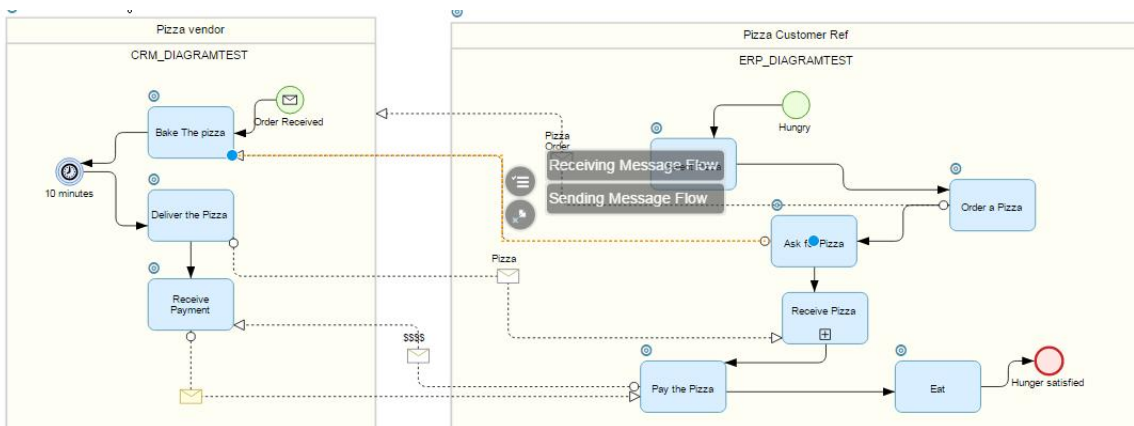 Pizza vendor
CRM_DIAGRAMTEST
Order Received
Bake The pizza
10 minutes
Deliver the Pizza
Receive
Payment
Pizza Customer Ref
ERP_DIAGRAMTEST
Hungry
Pizza
Order
Receiving Message Flow
Sending Message Flow
Order a Pizza
Pizza
Receive Pizza
Pizza
$$$$
Pay the Pizza
Eat
Hunger satisfied